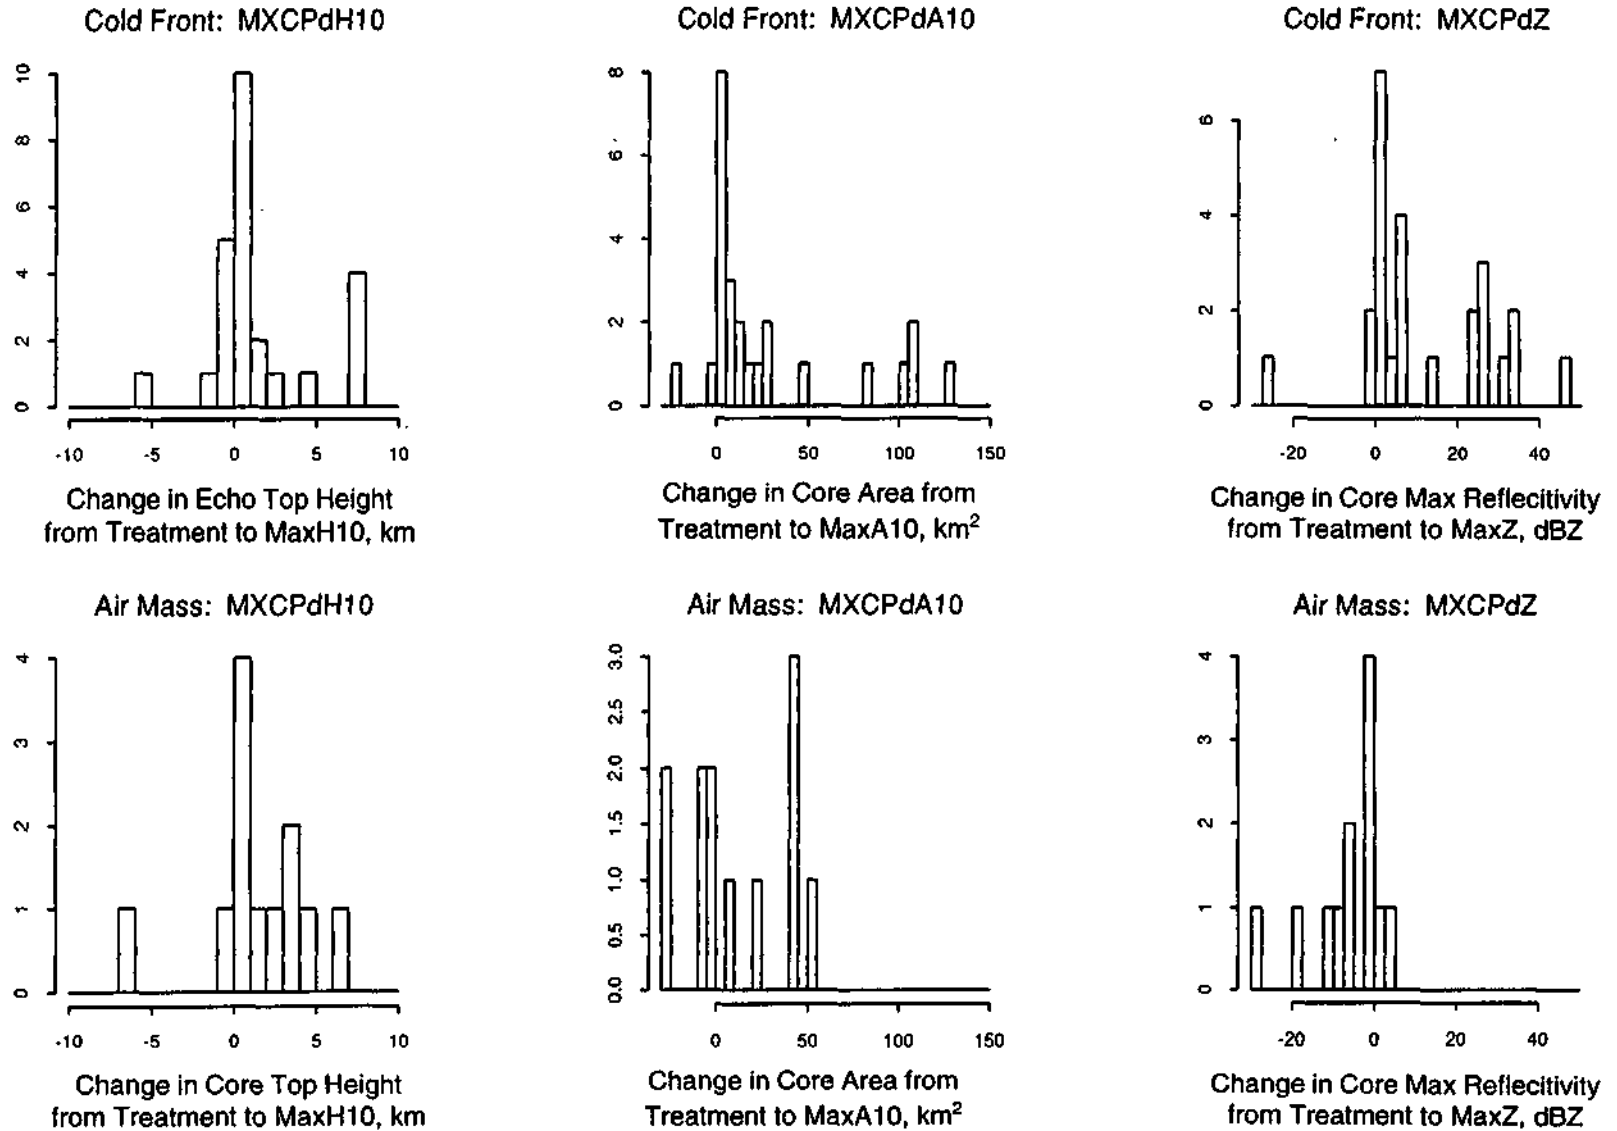 Cold Front: MXCPdH10
Cold Front: MXCPdA10
Cold Front: MXCPdZ
10
8
6
4
2
0
-10 -5 0 5 10
Change in Echo Top Height
from Treatment to MaxH10, km
8
6
4
2
0
0 50 100 150
Change in Core Area from
Treatment to MaxA10, km²
6
4
2
0
-20 0 20 40
Change in Core Max Reflecitivity
from Treatment to MaxZ, dBZ
Air Mass: MXCPdH10
Air Mass: MXCPdA10
Air Mass: MXCPdZ
4
3
2
1
0
-10 -5 0 5 10
Change in Core Top Height
from Treatment to MaxH10, km
3.0
2.5
2.0
1.5
1.0
0.5
0.0
0 50 100 150
Change in Core Area from
Treatment to MaxA10, km²
4
3
2
1
0
-20 0 20 40
Change in Core Max Reflecitivity
from Treatment to MaxZ, dBZ